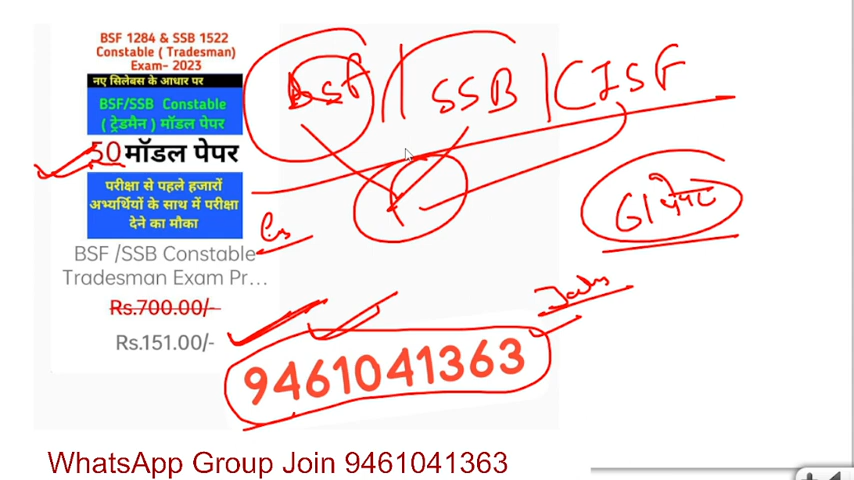 BSF 1284 & SSB 1522
Constable ( Tradesman)
Exam- 2023
नए सिलेबस के आधार पर
BSF/SSB Constable
( ट्रेडमैन ) मॉडल पेपर
50 मॉडल पेपर
परीक्षा से पहले हजारों
अभ्यर्थियों के साथ में परीक्षा
देने का मौका
BSF /SSB Constable
Tradesman Exam Pr...
Rs.700.00/-
Rs.151.00/-
BSF | SSB | CISF
9461041363
WhatsApp Group Join 9461041363